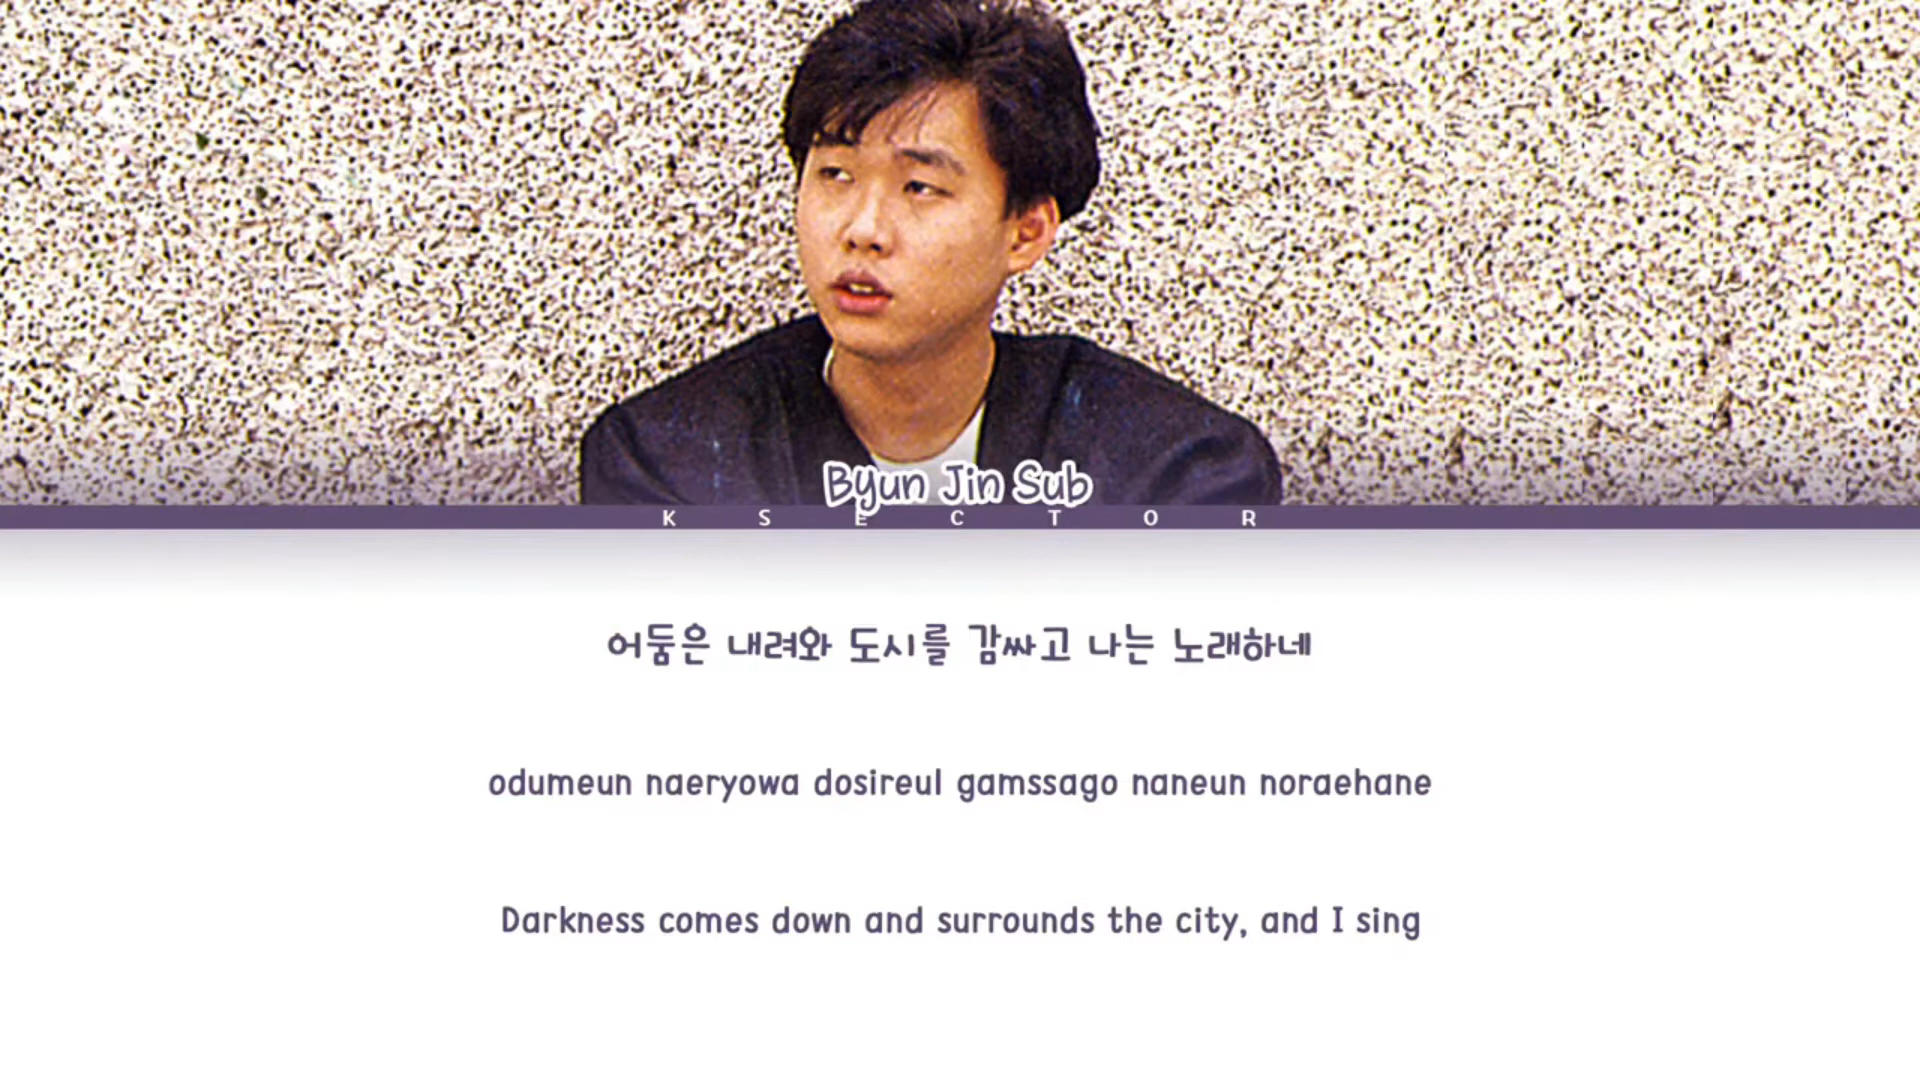 Byun Jin Sub
K S E C T O R
어둠은 내려와 도시를 감싸고 나는 노래하네
odumeun naeryowa dosireul gamssago naneun noraehane
Darkness comes down and surrounds the city, and I sing